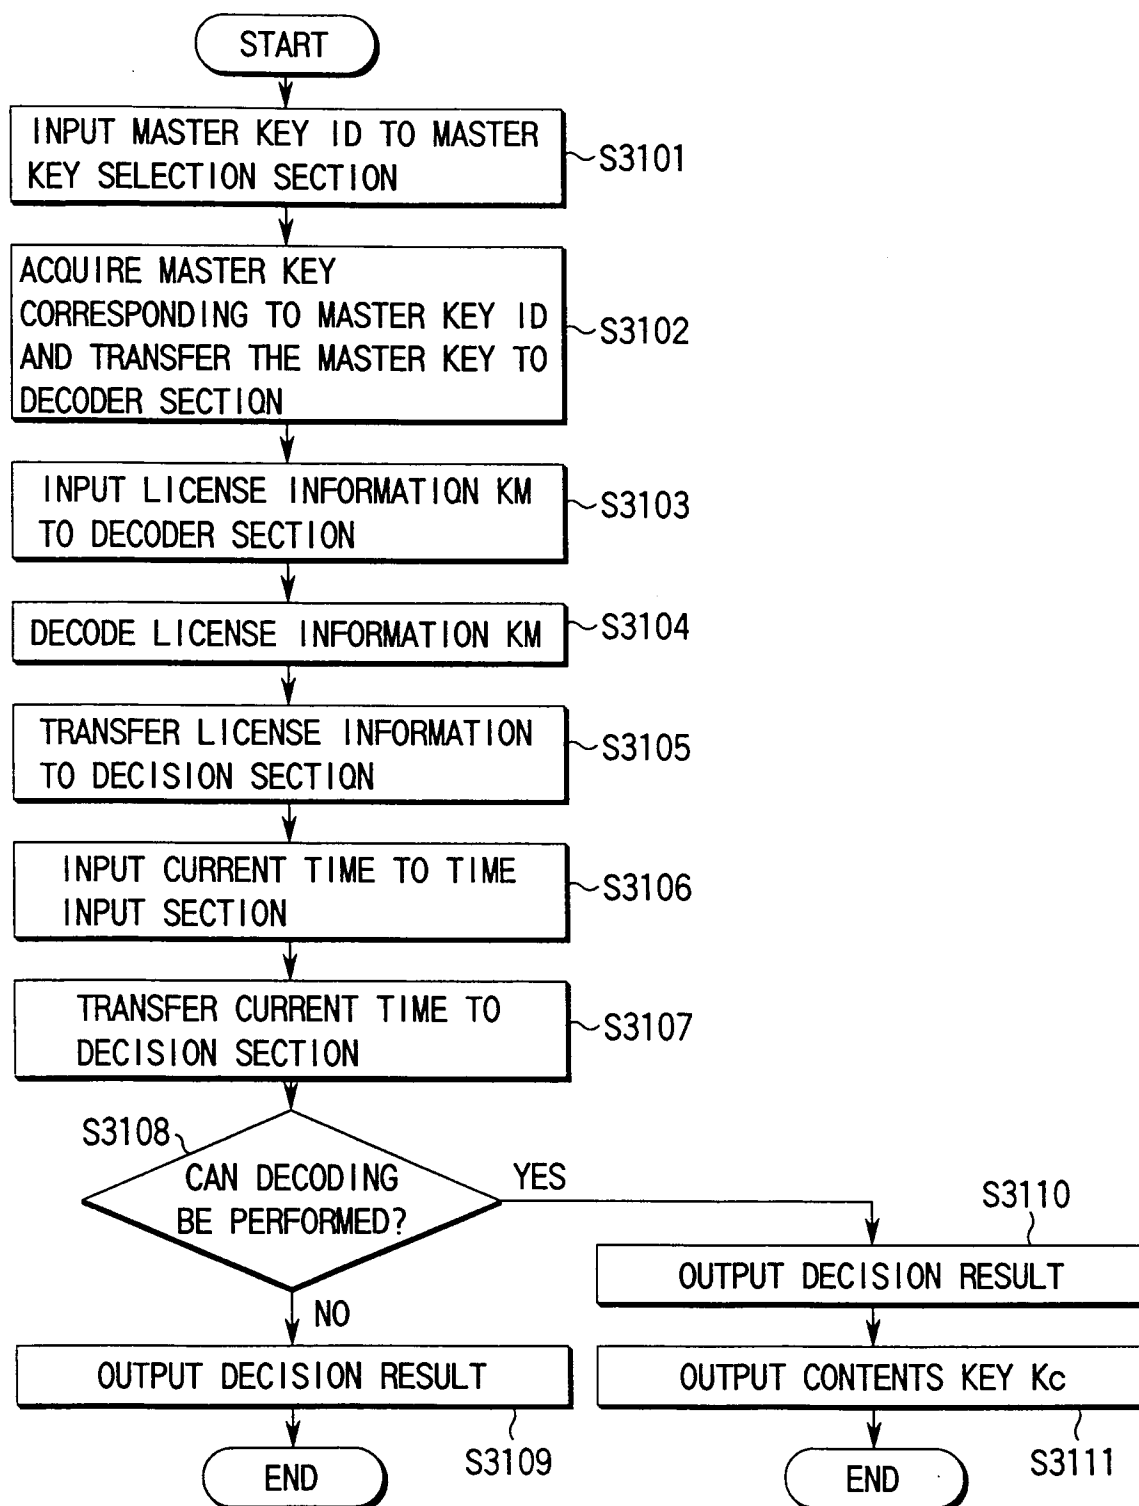 START
INPUT MASTER KEY ID TO MASTER
KEY SELECTION SECTION
S3101
ACQUIRE MASTER KEY
CORRESPONDING TO MASTER KEY ID
AND TRANSFER THE MASTER KEY TO
DECODER SECTION
S3102
INPUT LICENSE INFORMATION KM
TO DECODER SECTION
S3103
DECODE LICENSE INFORMATION KM
S3104
TRANSFER LICENSE INFORMATION
TO DECISION SECTION
S3105
INPUT CURRENT TIME TO TIME
INPUT SECTION
S3106
TRANSFER CURRENT TIME TO
DECISION SECTION
S3107
S3108
CAN DECODING
BE PERFORMED?
YES
NO
OUTPUT DECISION RESULT
S3109
END
S3110
OUTPUT DECISION RESULT
OUTPUT CONTENTS KEY Kc
S3111
END